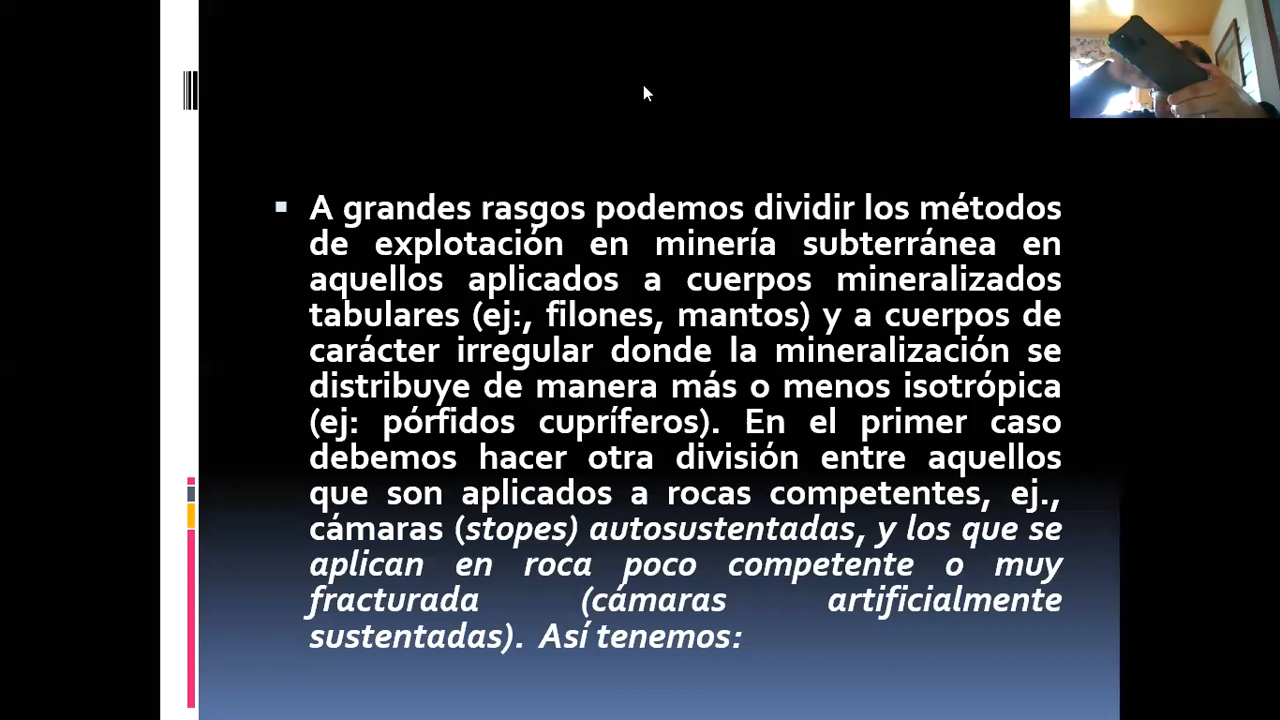 A grandes rasgos podemos dividir los métodos
de explotación en minería subterránea en
aquellos aplicados a cuerpos mineralizados
tabulares (ej:, filones, mantos) y a cuerpos de
carácter irregular donde la mineralización se
distribuye de manera más o menos isotrópica
(ej: pórfidos cupríferos). En el primer caso
debemos hacer otra división entre aquellos
que son aplicados a rocas competentes, ej.,
cámaras (stopes) autosustentadas, y los que se
aplican en roca poco competente o muy
fracturada (cámaras artificialmente
sustentadas). Así tenemos: